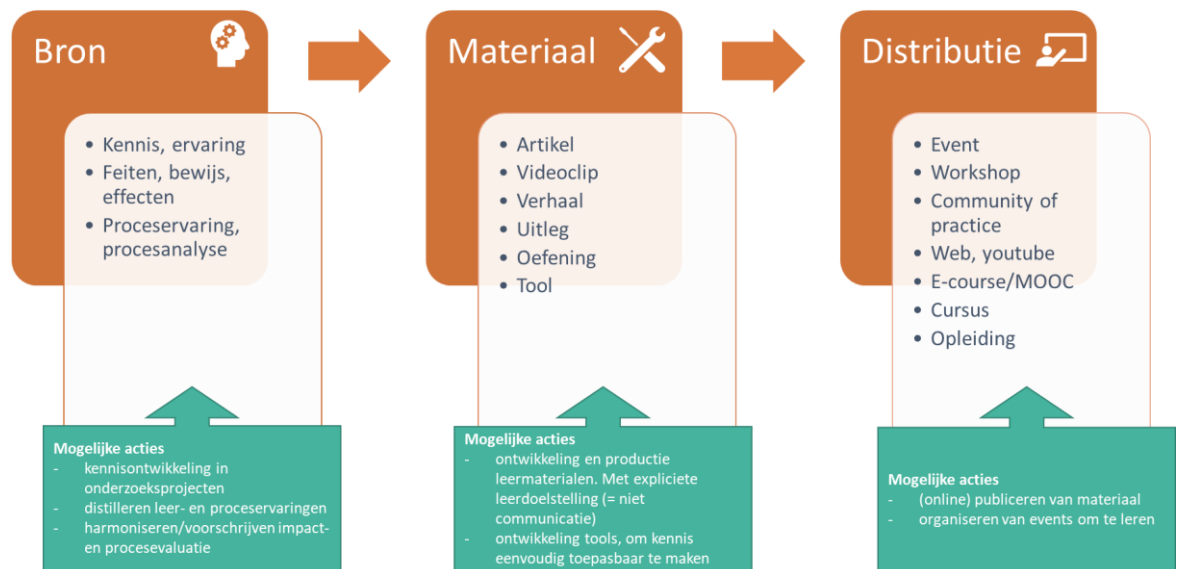 Bron
• Kennis, ervaring
• Feiten, bewijs,
effecten
• Proceservaring,
procesanalyse
Mogelijke acties
- kennisontwikkeling in
onderzoeksprojecten
- distilleren leer- en proceservaringen
- harmoniseren/voorschrijven impact-
en procesevaluatie
Materiaal
• Artikel
• Videoclip
• Verhaal
• Uitleg
• Oefening
• Tool
Mogelijke acties
- ontwikkeling en productie
leermaterialen. Met expliciete
leerdoelstelling (= niet
communicatie)
- ontwikkeling tools, om kennis
eenvoudig toepasbaar te maken
Distributie
• Event
• Workshop
• Community of
practice
• Web, youtube
• E-course/MOOC
• Cursus
• Opleiding
Mogelijke acties
- (online) publiceren van materiaal
- organiseren van events om te leren